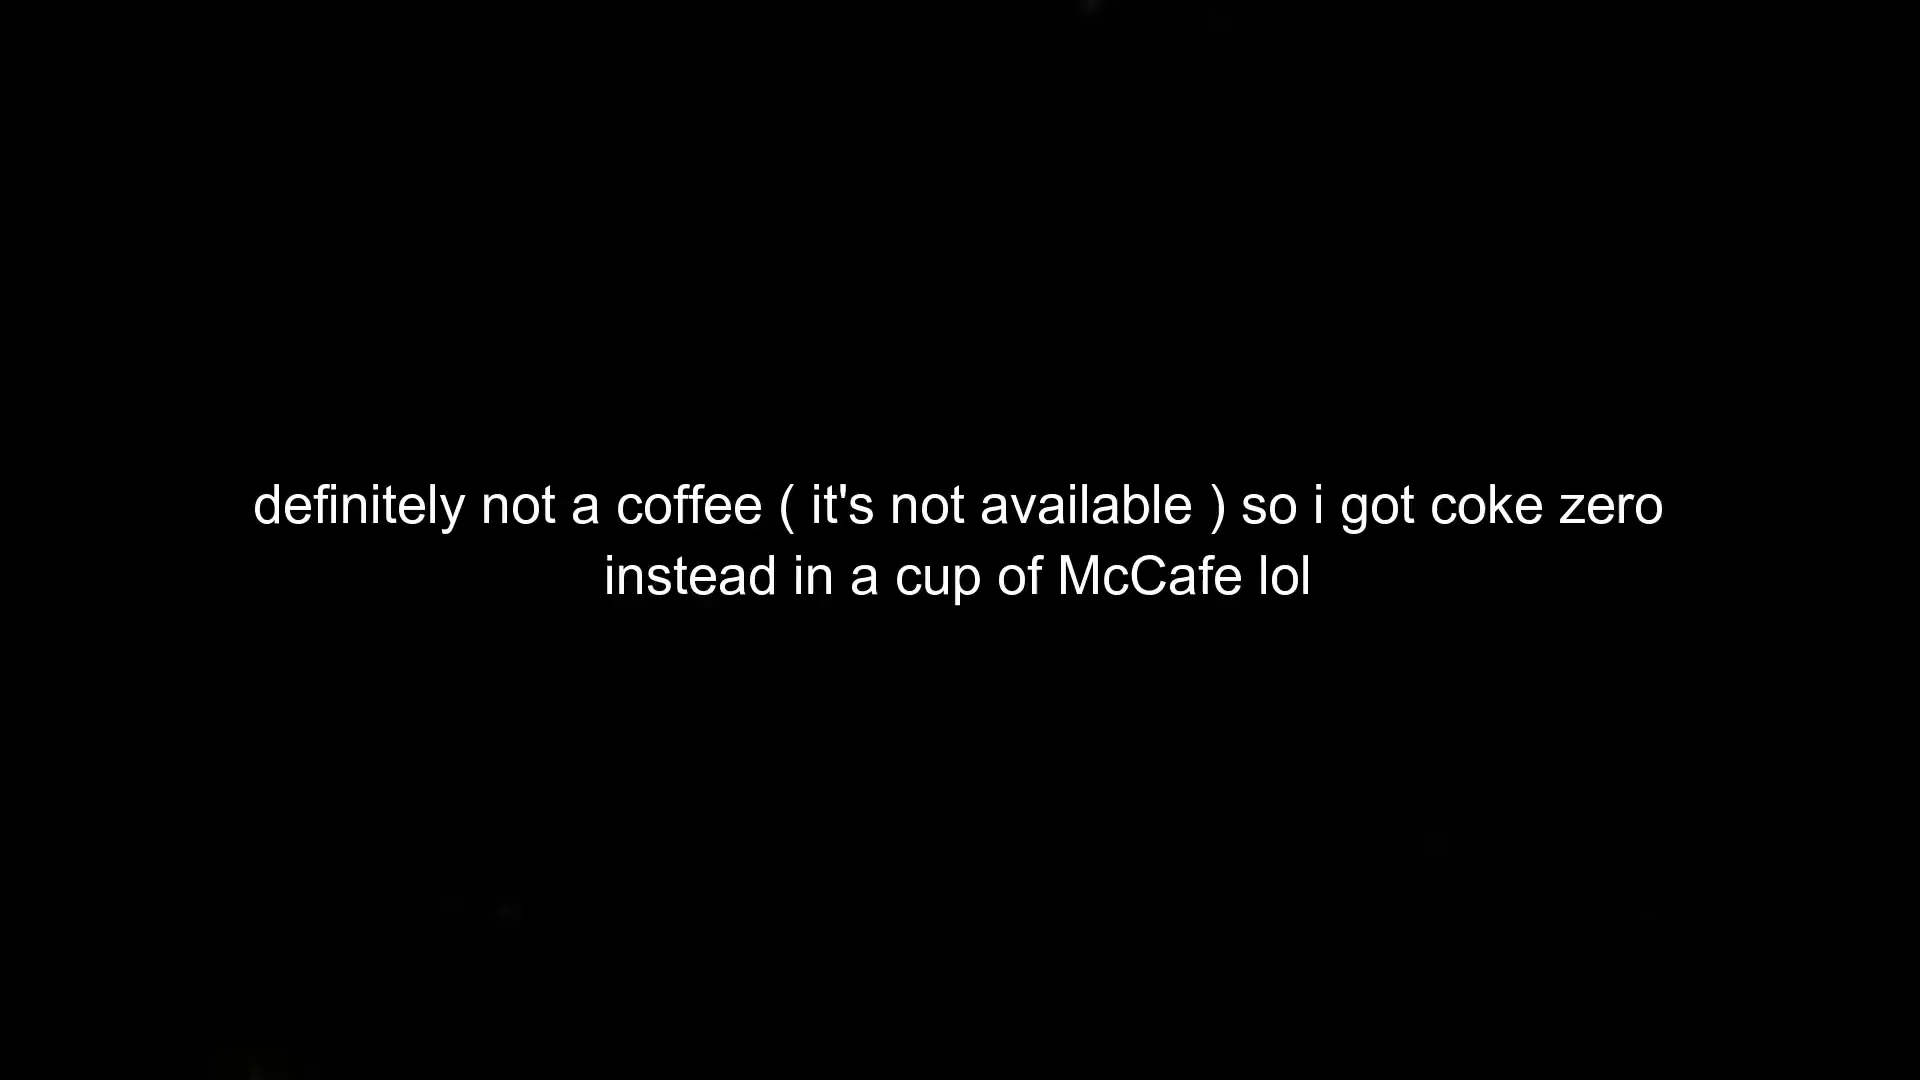 definitely not a coffee ( it's not available ) so i got coke zero
instead in a cup of McCafe lol